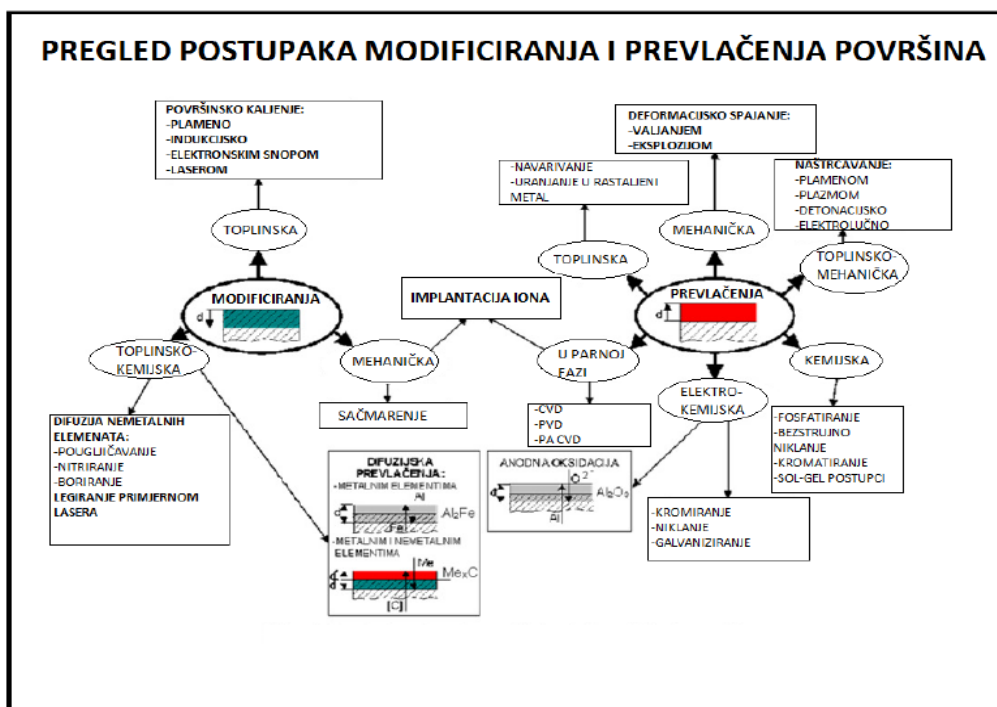 PREGLED POSTUPAKA MODIFICIRANJA I PREVLAČENJA POVRŠINA
POVRŠINSKO KALJENJE:
-PLAMENO
-INDUKCIJSKO
-ELEKTRONSKIM SNOPOM
-LASEROM
DEFORMACIJSKO SPAJANJE:
-VALJANJEM
-EKSPLOZIJOM
-NAVARIVANJE
-URANJANJE U RASTALJENI
METAL
NAŠTRCAVANJE:
-PLAMENOM
-PLAZMOM
-DETONACIJSKO
-ELEKTROLUČNO
TOPLINSKA
MEHANIČKA
TOPLINSKA
TOPLINSKO-
MEHANIČKA
MODIFICIRANJA
d
IMPLANTACIJA IONA
PREVLAČENJA
d
TOPLINSKO-
KEMIJSKA
MEHANIČKA
U PARNOJ
FAZI
KEMIJSKA
ELEKTRO-
KEMIJSKA
SAČMARENJE
-CVD
-PVD
-PA CVD
-FOSFATIRANJE
-BEZSTRUJNO
NIKLANJE
-KROMATIRANJE
-SOL-GEL POSTUPCI
DIFUZIJA NEMETALNIH
ELEMENATA:
-POUGLJIČAVANJE
-NITRIRANJE
-BORIRANJE
LEGIRANJE PRIMJERNOM
LASERA
DIFUZIJSKA
PREVLAČENJA:
-METALNIM ELEMENTIMA
Al
d
Al₂Fe
Fe
-METALNIM I NEMETALNIM
ELEMENTIMA
Me
d
d
MeₓC
[C]
ANODNA OKSIDACIJA
O²⁻
d
Al₂O₃
Al
-KROMIRANJE
-NIKLANJE
-GALVANIZIRANJE